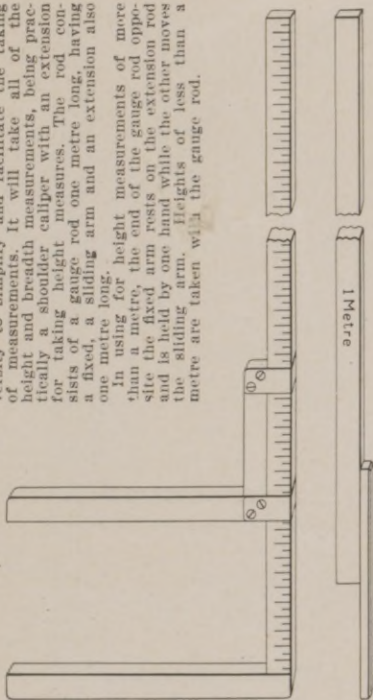 to simplify and facilitate the taking
of measurements. It will take all of the
height and breadth measurements, being prac-
tically a shoulder caliper with an extension
for taking height measures. The rod con-
sists of a gauge rod one metre long, having
a fixed, a sliding arm and an extension also
one metre long.
In using for height measurements of more
than a metre, the end of the gauge rod oppo-
site the fixed arm rests on the extension rod
and is held by one hand while the other moves
the sliding arm. Heights of less than a
metre are taken with the gauge rod.
1 Metre